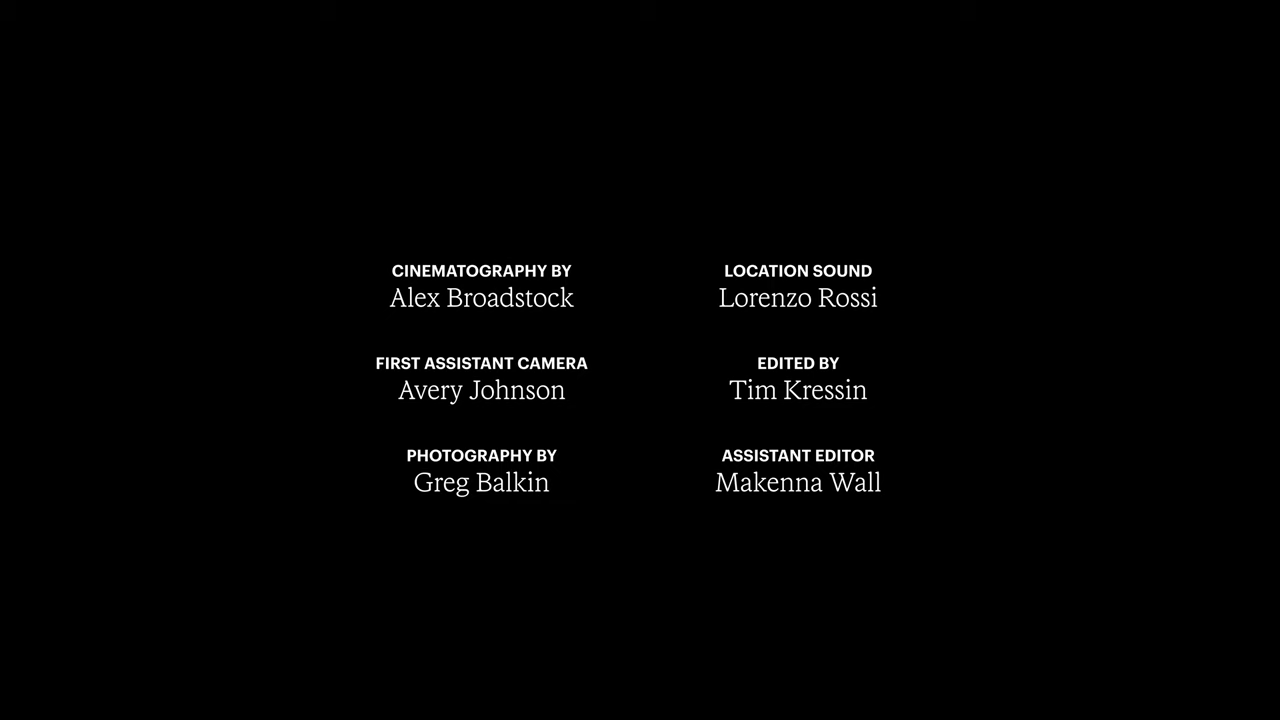 CINEMATOGRAPHY BY
Alex Broadstock
FIRST ASSISTANT CAMERA
Avery Johnson
PHOTOGRAPHY BY
Greg Balkin
LOCATION SOUND
Lorenzo Rossi
EDITED BY
Tim Kressin
ASSISTANT EDITOR
Makenna Wall